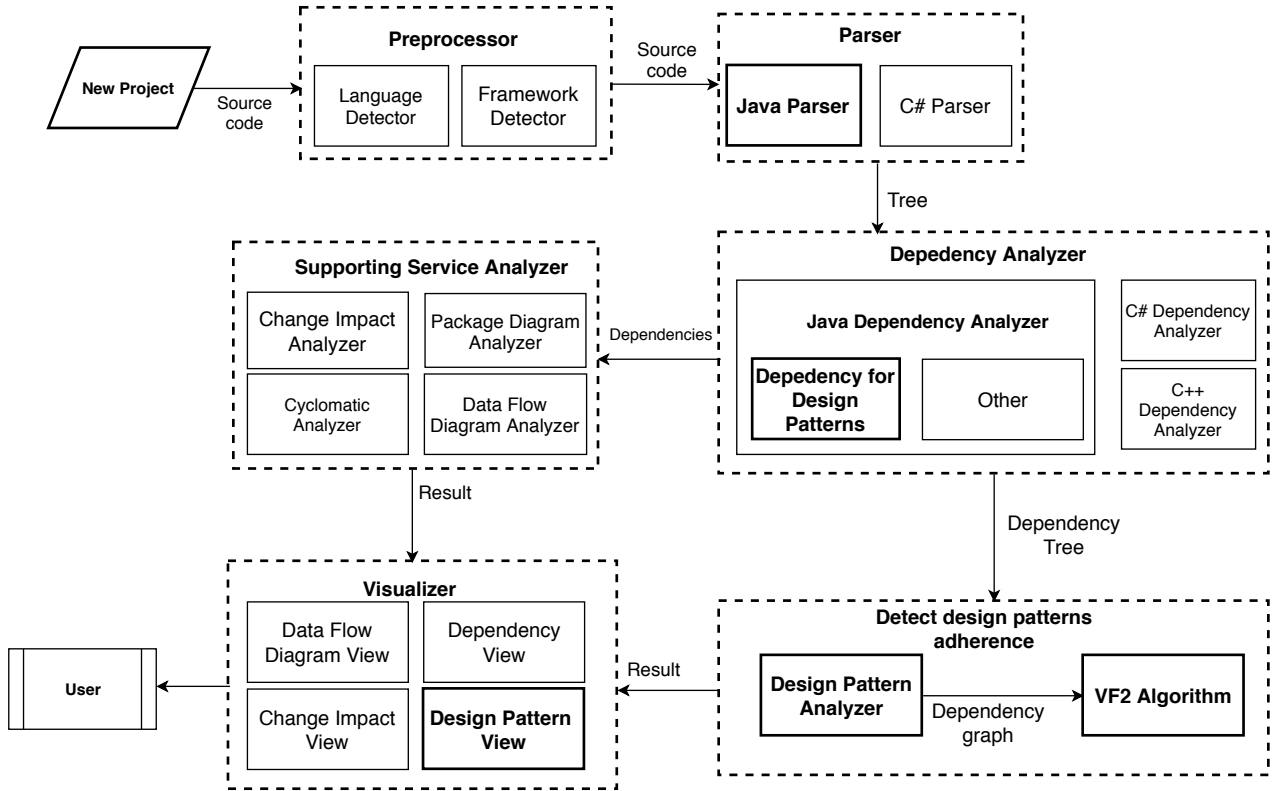 Preprocessor
Parser
New Project
Source
code
Language
Detector
Framework
Detector
Source
code
Java Parser
C# Parser
Tree
Supporting Service Analyzer
Change Impact
Analyzer
Package Diagram
Analyzer
Cyclomatic
Analyzer
Data Flow
Diagram Analyzer
Dependencies
Depedency Analyzer
Java Dependency Analyzer
Depedency for
Design
Patterns
Other
C# Dependency
Analyzer
C++
Dependency
Analyzer
Result
Dependency
Tree
Visualizer
Data Flow
Diagram View
Dependency
View
Change Impact
View
Design Pattern
View
User
Result
Detect design patterns
adherence
Design Pattern
Analyzer
Dependency
graph
VF2 Algorithm